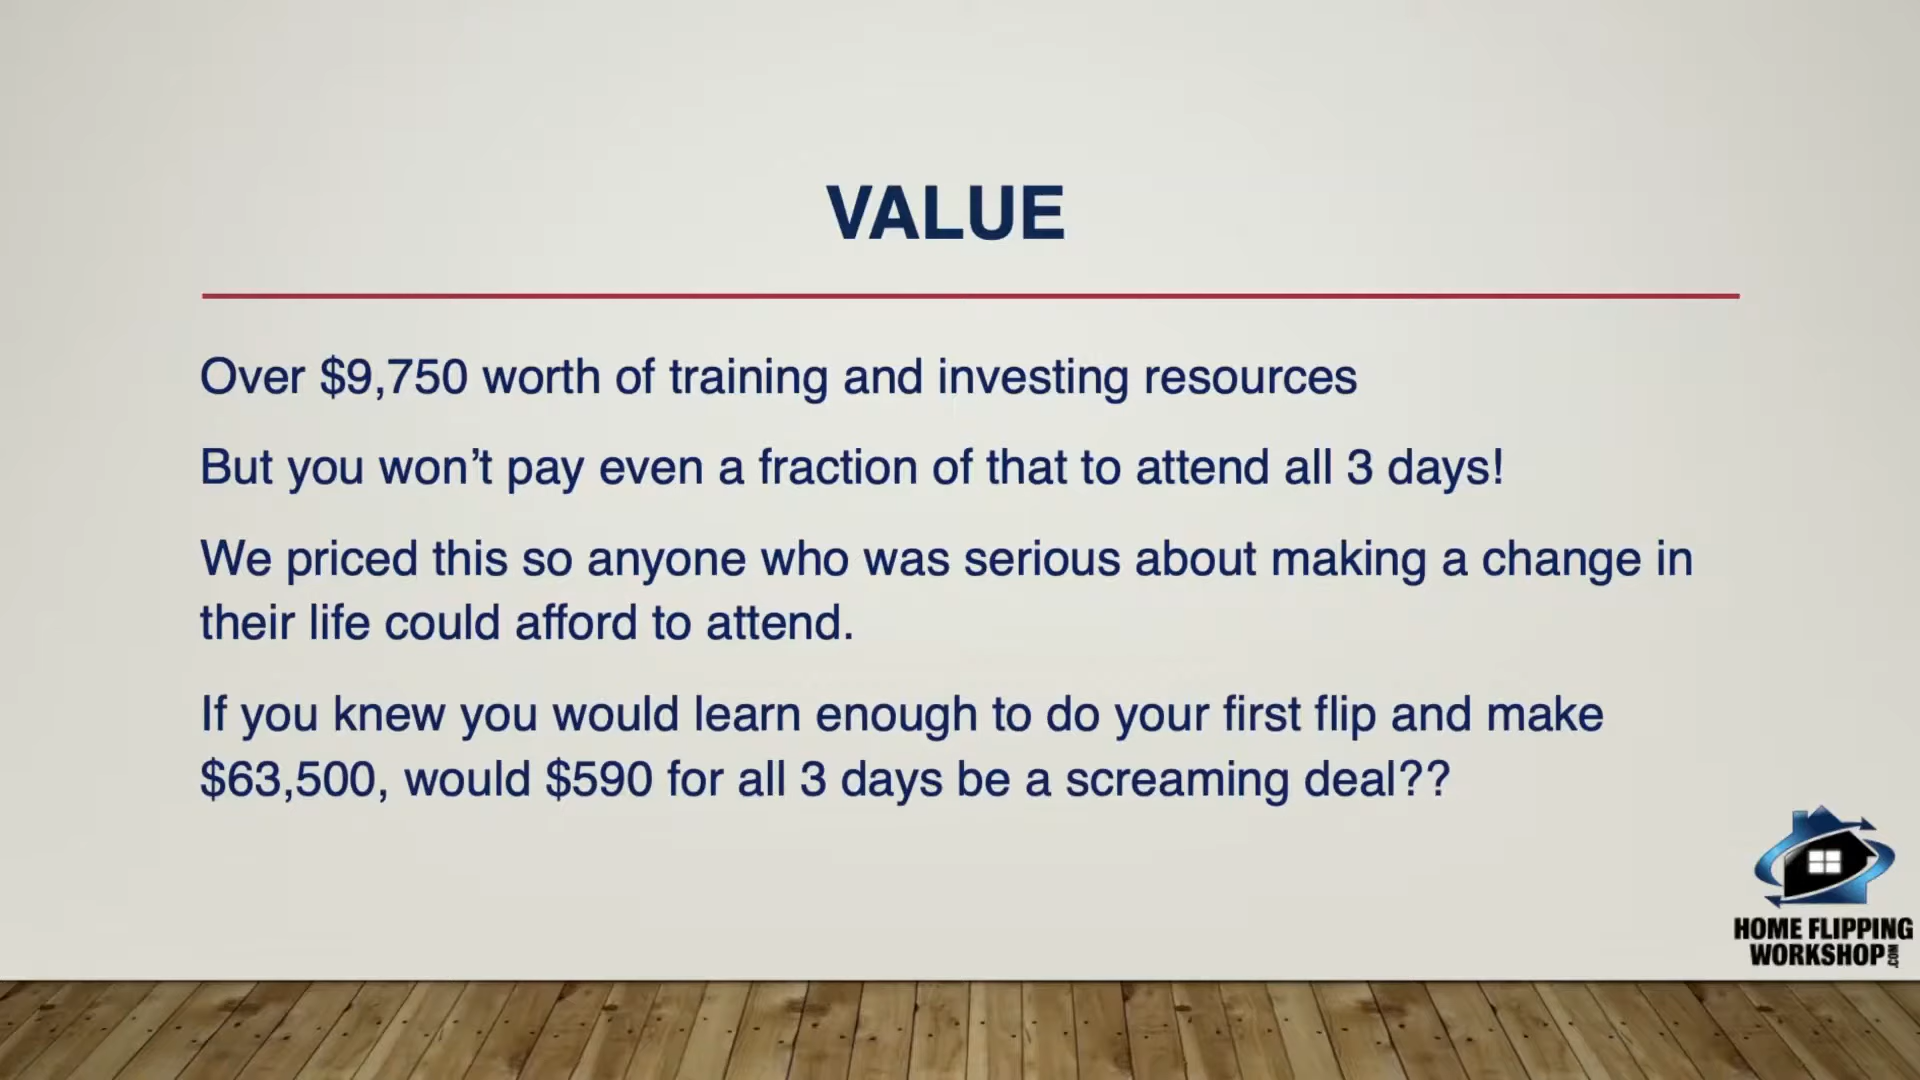 VALUE
Over $9,750 worth of training and investing resources
But you won’t pay even a fraction of that to attend all 3 days!
We priced this so anyone who was serious about making a change in
their life could afford to attend.
If you knew you would learn enough to do your first flip and make
$63,500, would $590 for all 3 days be a screaming deal??
HOME FLIPPING
WORKSHOP.COM